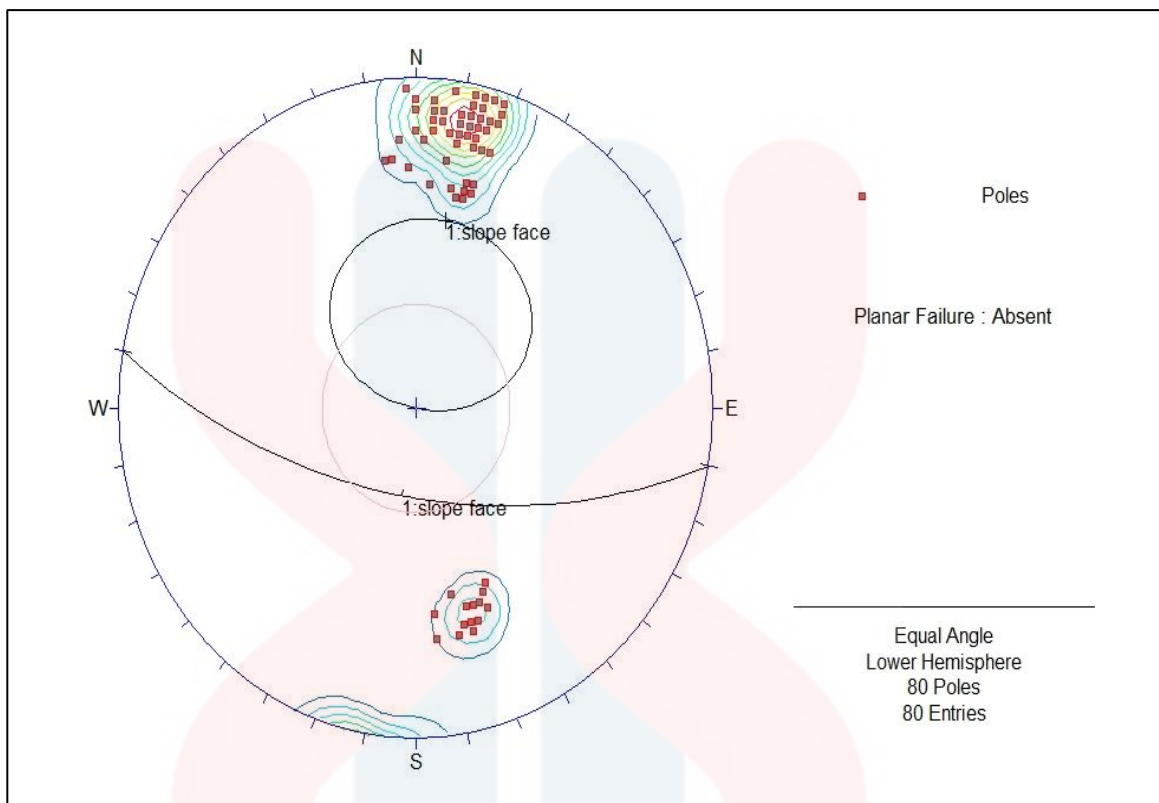 N
W
E
S
1:slope face
1:slope face
Poles
Planar Failure : Absent
Equal Angle
Lower Hemisphere
80 Poles
80 Entries